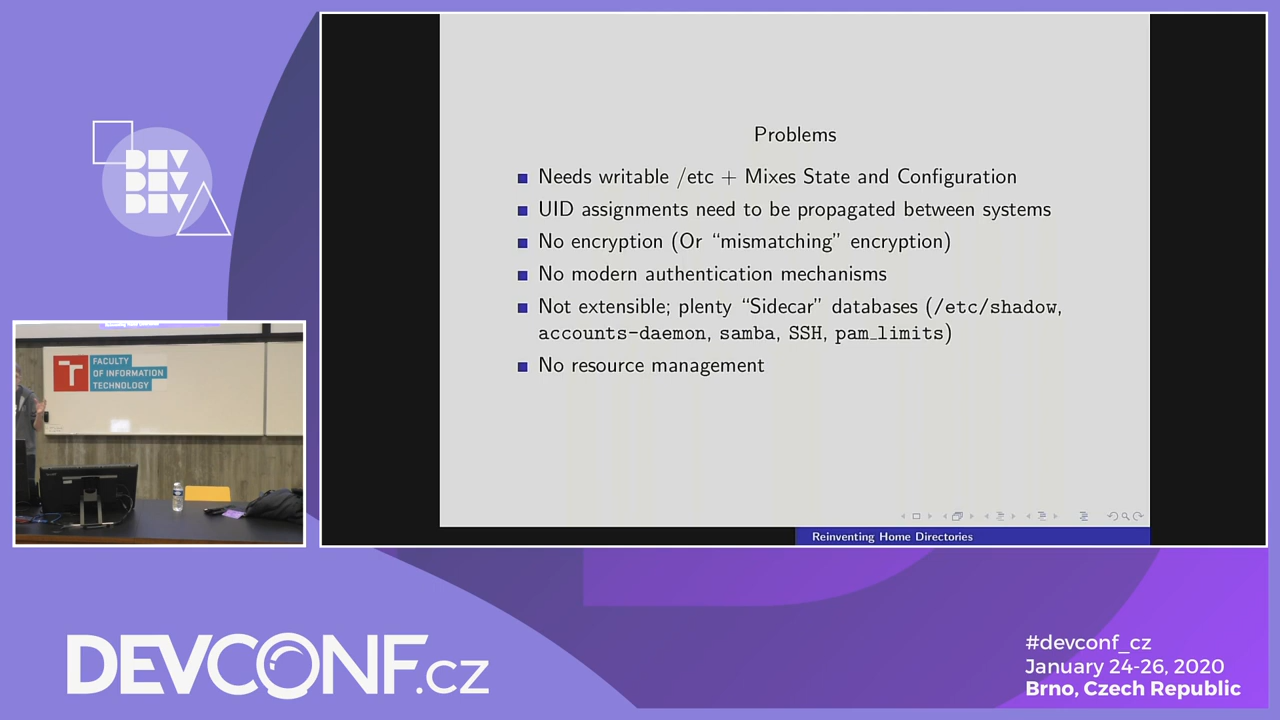 DEV
DEV
DEV
Problems
Needs writable /etc + Mixes State and Configuration
UID assignments need to be propagated between systems
No encryption (Or “mismatching” encryption)
No modern authentication mechanisms
Not extensible; plenty “Sidecar” databases (/etc/shadow,
accounts-daemon, samba, SSH, pam_limits)
No resource management
Reinventing Home Directories
FACULTY
OF INFORMATION
TECHNOLOGY
DEVCONF.cz
#devconf_cz
January 24-26, 2020
Brno, Czech Republic